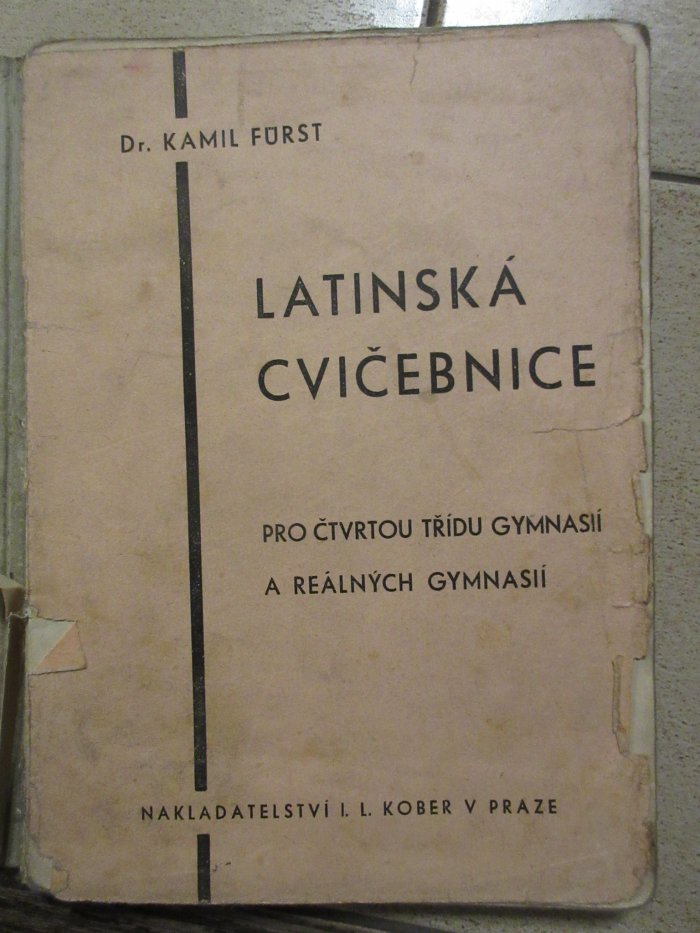 Dr. KAMIL FÜRST
LATINSKÁ
CVIČEBNICE
PRO ČTVRTOU TŘÍDU GYMNASIÍ
A REÁLNÝCH GYMNASIÍ
NAKLADATELSTVÍ I. L. KOBER V PRAZE